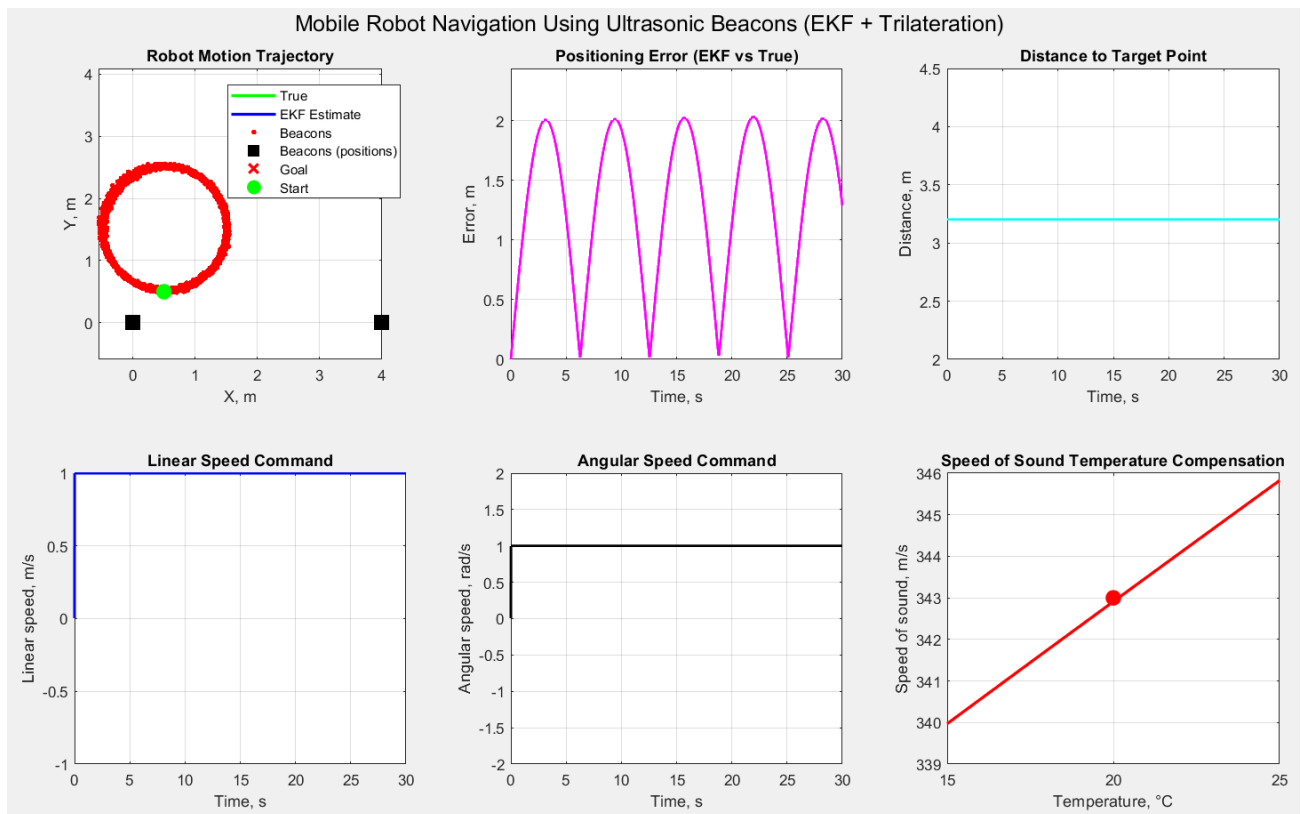 Mobile Robot Navigation Using Ultrasonic Beacons (EKF + Trilateration)
Robot Motion Trajectory
4
3
2
1
0
Y, m
0 1 2 3 4
X, m
True
EKF Estimate
Beacons
Beacons (positions)
Goal
Start
Positioning Error (EKF vs True)
2
1.5
1
0.5
0
Error, m
0 5 10 15 20 25 30
Time, s
Distance to Target Point
4.5
4
3.5
3
2.5
2
Distance, m
0 5 10 15 20 25 30
Time, s
Linear Speed Command
1
0.5
0
-0.5
-1
Linear speed, m/s
0 5 10 15 20 25 30
Time, s
Angular Speed Command
2
1.5
1
0.5
0
-0.5
-1
-1.5
-2
Angular speed, rad/s
0 5 10 15 20 25 30
Time, s
Speed of Sound Temperature Compensation
346
345
344
343
342
341
340
339
Speed of sound, m/s
15 20 25
Temperature, °C